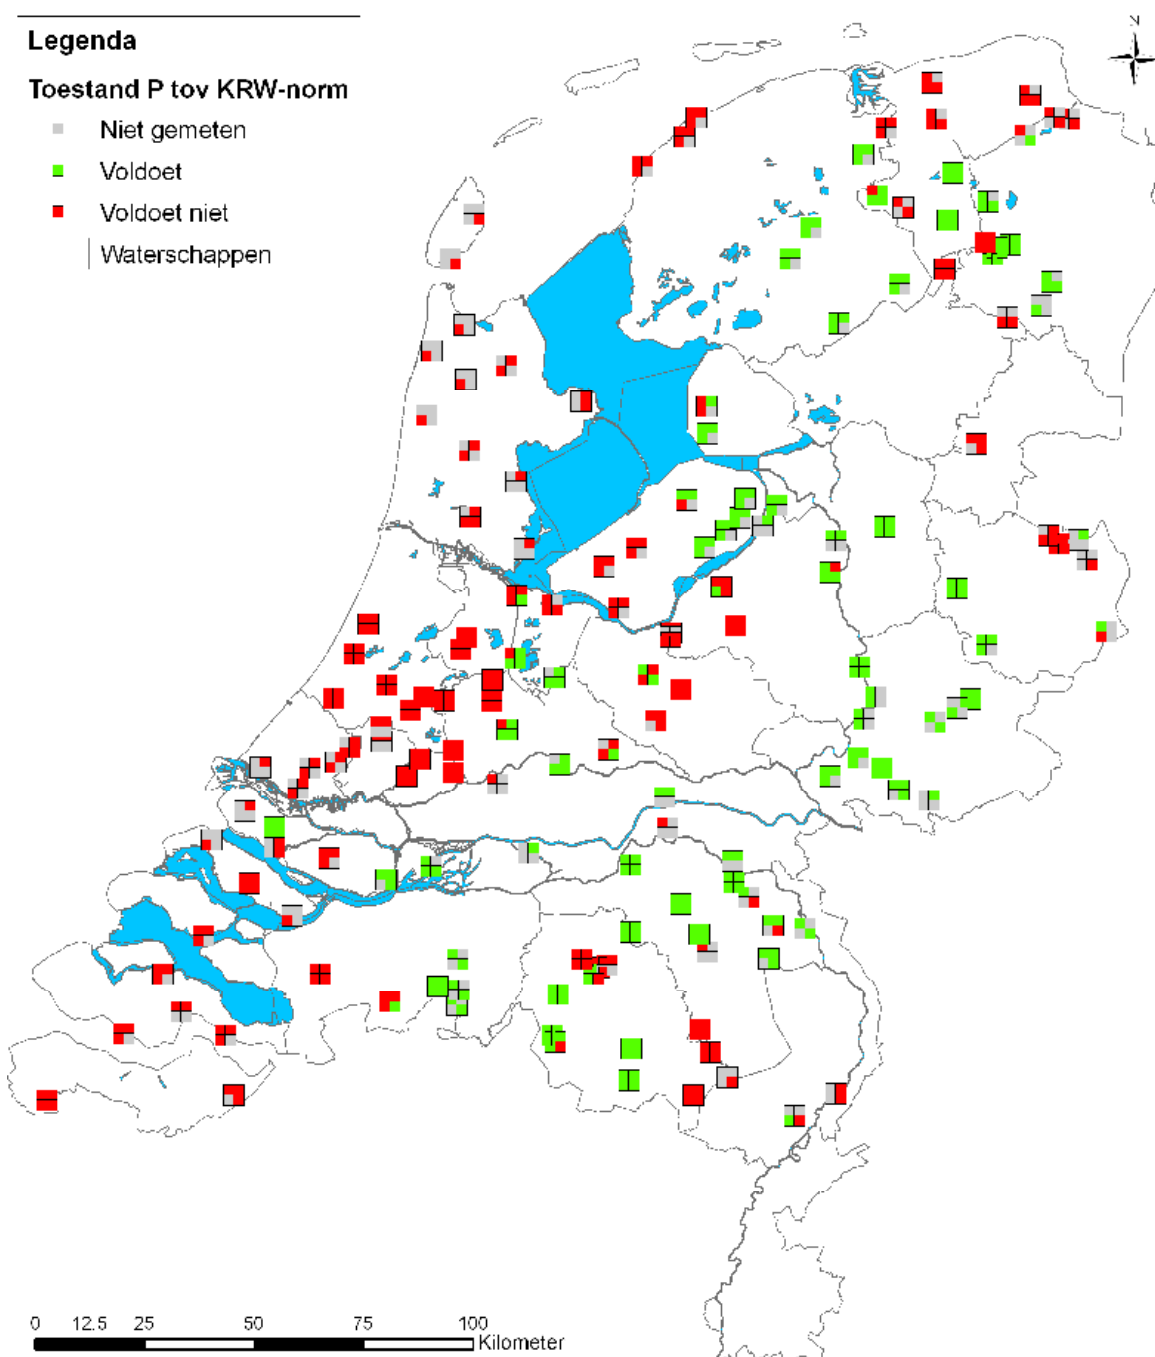 N
Legenda
Toestand P tov KRW-norm
Niet gemeten
Voldoet
Voldoet niet
Waterschappen
0 12.5 25 50 75 100
Kilometer